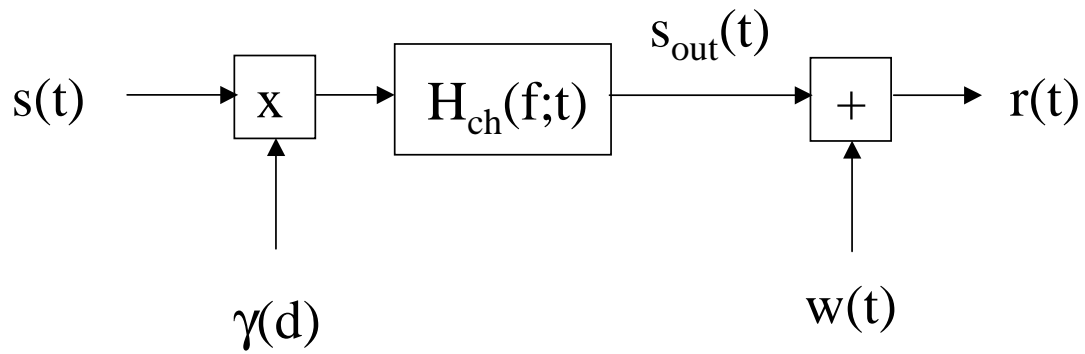 s_out(t)
s(t) x H_ch(f;t) + r(t)
γ(d) w(t)